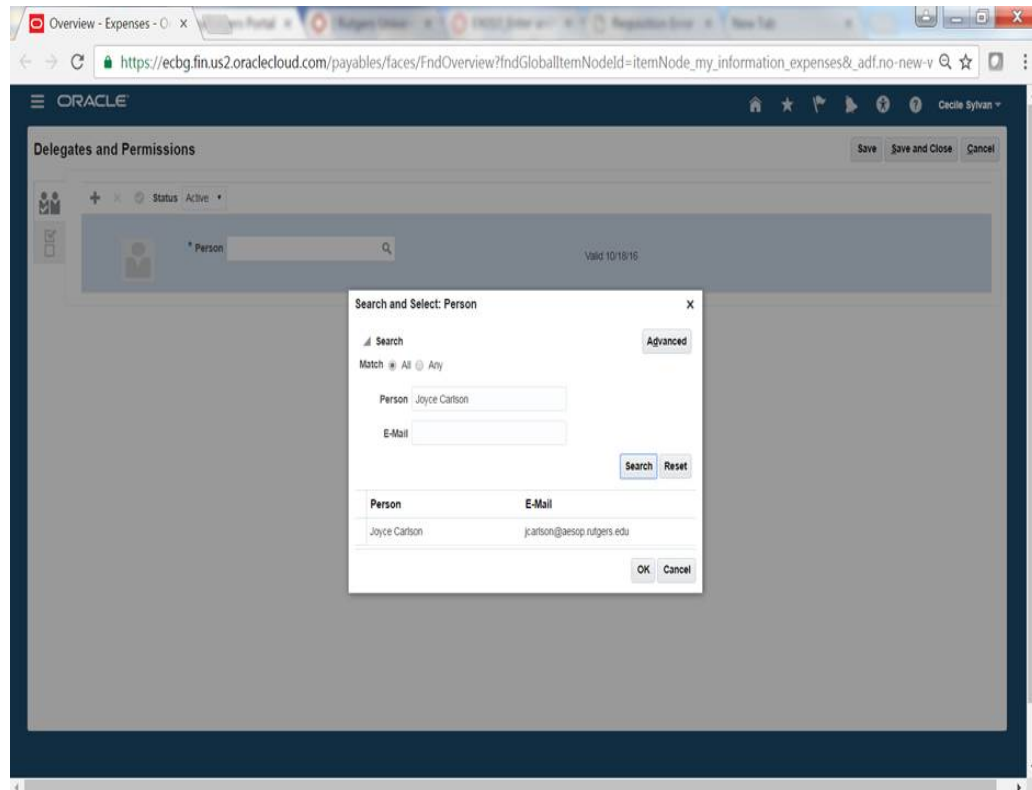 Overview - Expenses - O
https://ecbg.fin.us2.oraclecloud.com/payables/faces/FndOverview?fndGlobalItemNodeId=itemNode_my_information_expenses&_adf.no-new-v
ORACLE
Cecile Sylvan
Delegates and Permissions
Save Save and Close Cancel
Status Active
* Person
Valid 10/18/16
Search and Select: Person
Search
Advanced
Match All Any
Person Joyce Carlson
E-Mail
Search Reset
Person E-Mail
Joyce Carlson jcarlson@aesop.rutgers.edu
OK Cancel